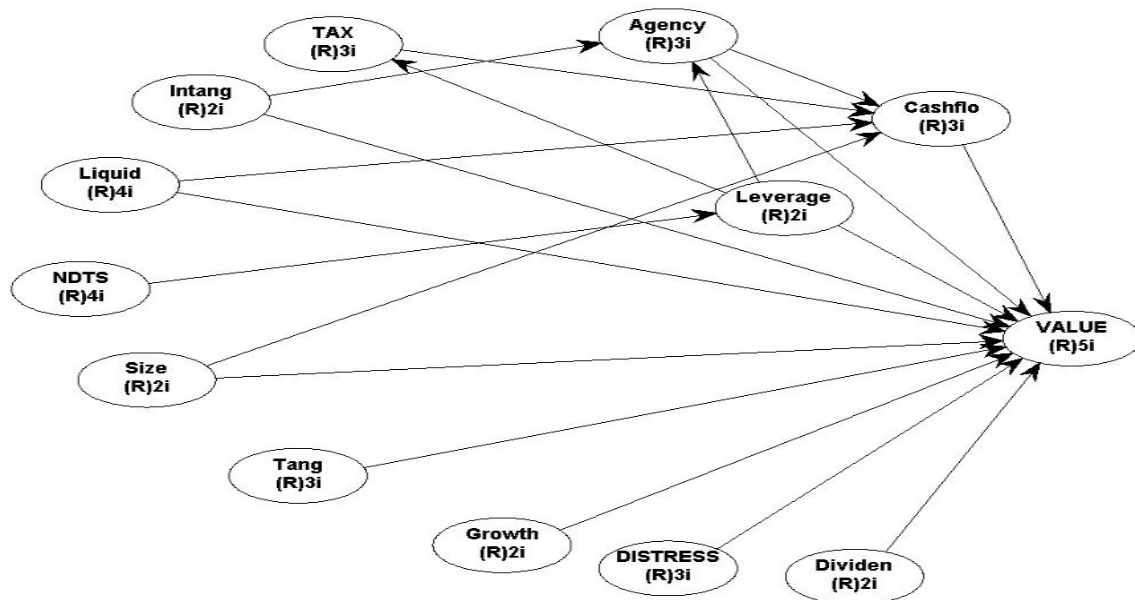 TAX
(R)3i
Agency
(R)3i
Intang
(R)2i
Cashflo
(R)3i
Liquid
(R)4i
Leverage
(R)2i
NDTS
(R)4i
VALUE
(R)5i
Size
(R)2i
Tang
(R)3i
Growth
(R)2i
DISTRESS
(R)3i
Dividen
(R)2i